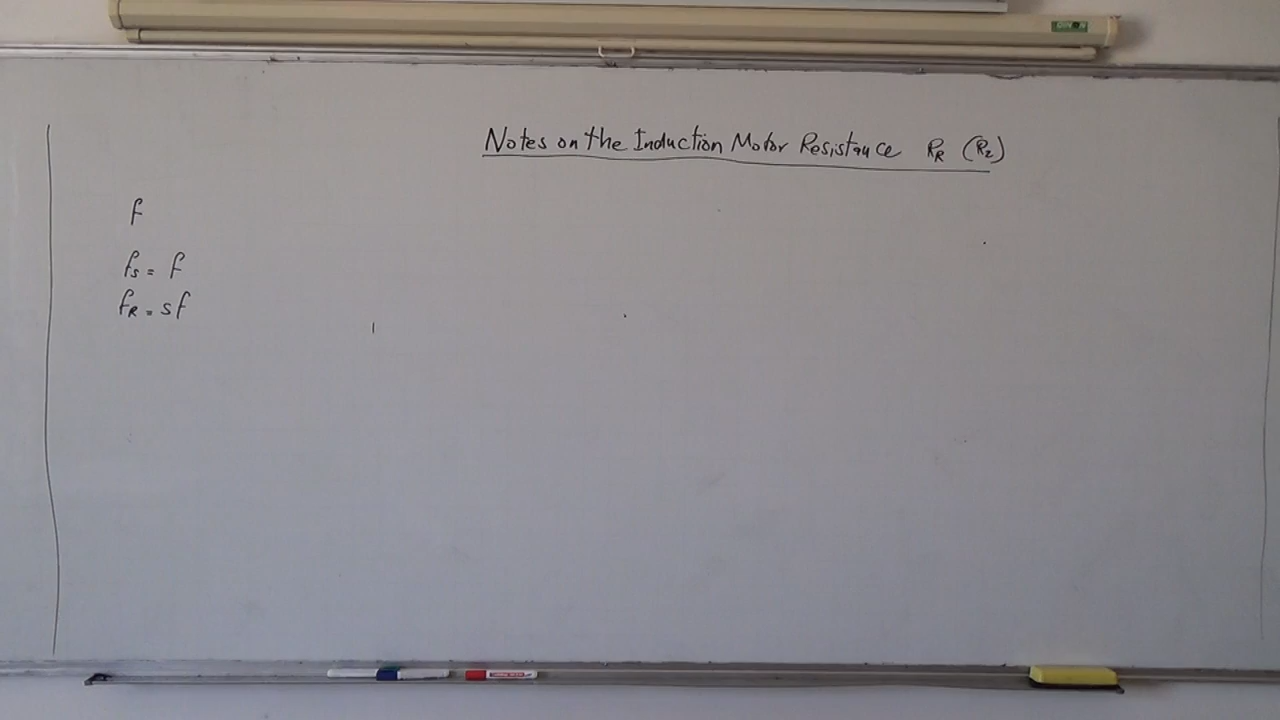 Notes on the Induction Motor Resistance R_R (R_2)
f
f_s = f
f_R = sf